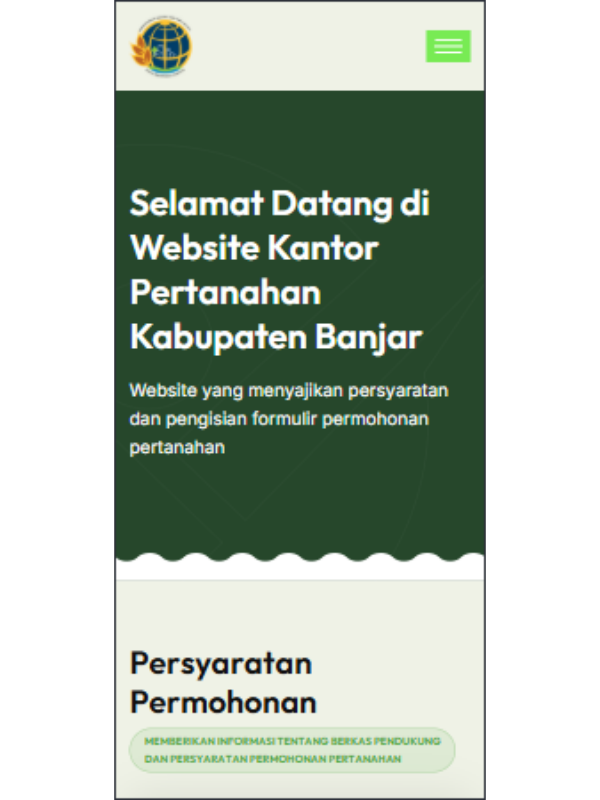 Selamat Datang di
Website Kantor
Pertanahan
Kabupaten Banjar
Website yang menyajikan persyaratan
dan pengisian formulir permohonan
pertanahan
Persyaratan
Permohonan
MEMBERIKAN INFORMASI TENTANG BERKAS PENDUKUNG
DAN PERSYARATAN PERMOHONAN PERTANAHAN